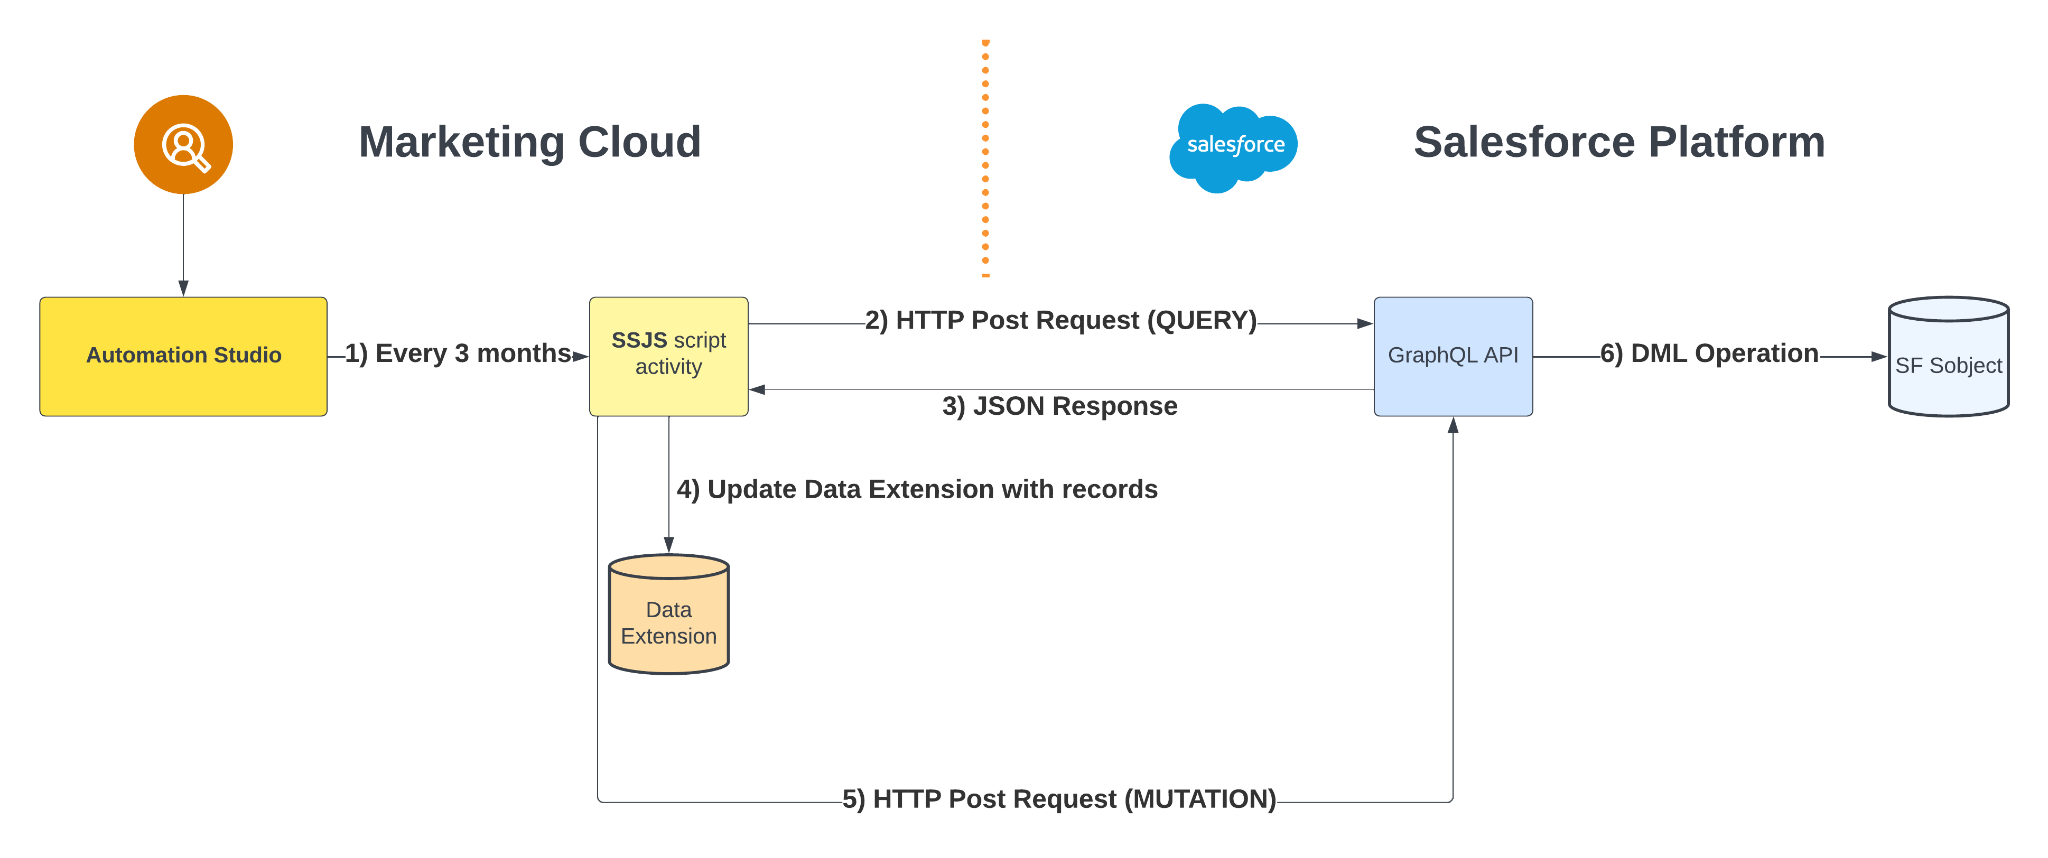 Marketing Cloud
salesforce
Salesforce Platform
Automation Studio
1) Every 3 months
SSJS script
activity
2) HTTP Post Request (QUERY)
3) JSON Response
GraphQL API
6) DML Operation
SF Sobject
4) Update Data Extension with records
Data
Extension
5) HTTP Post Request (MUTATION)